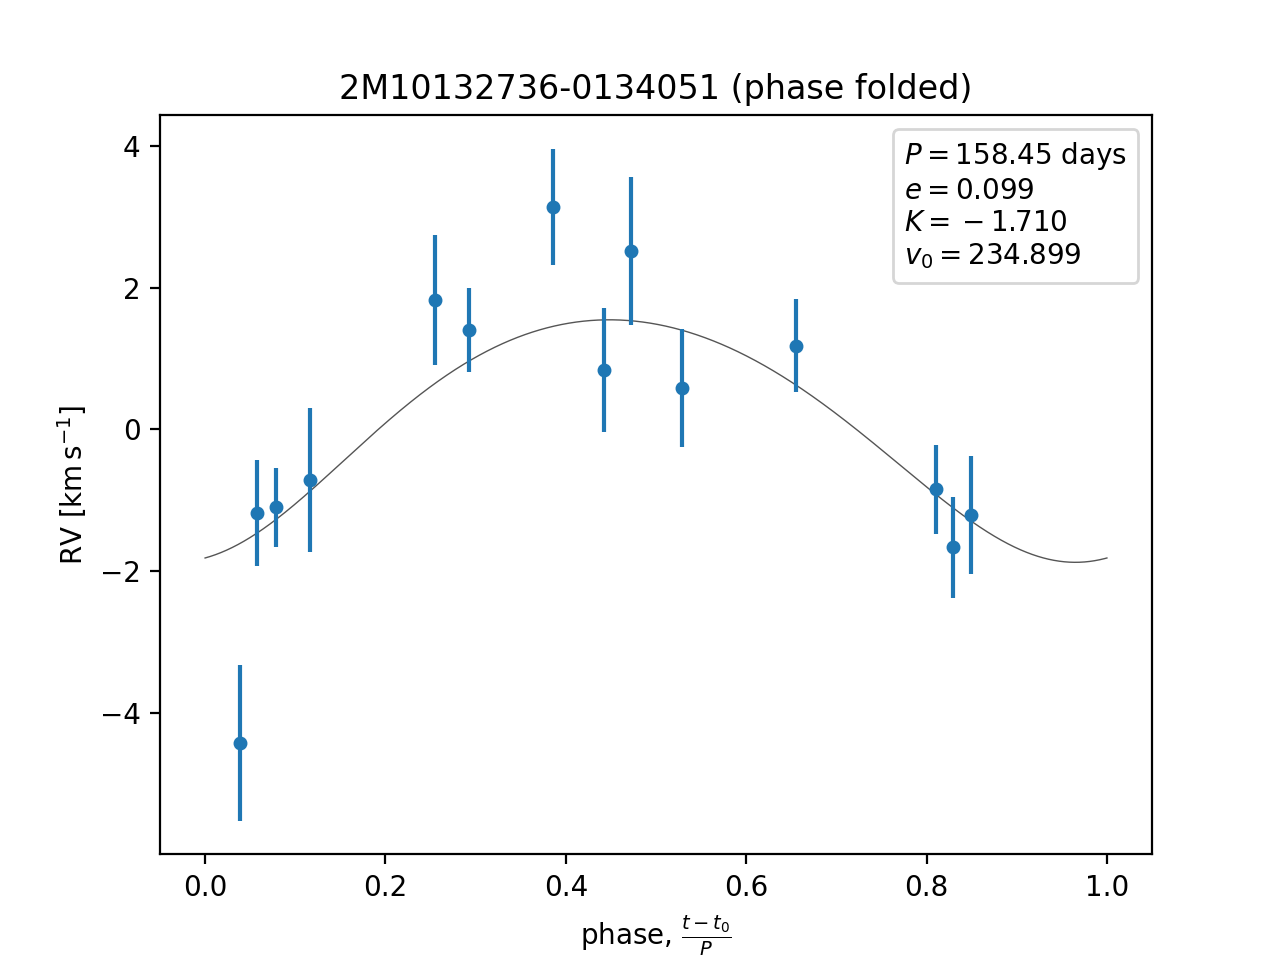 2M10132736-0134051 (phase folded)
P = 158.45 days
e = 0.099
K = −1.710
v₀ = 234.899
RV [km s⁻¹]
4
2
0
−2
−4
0.0 0.2 0.4 0.6 0.8 1.0
phase, (t − t₀)/P